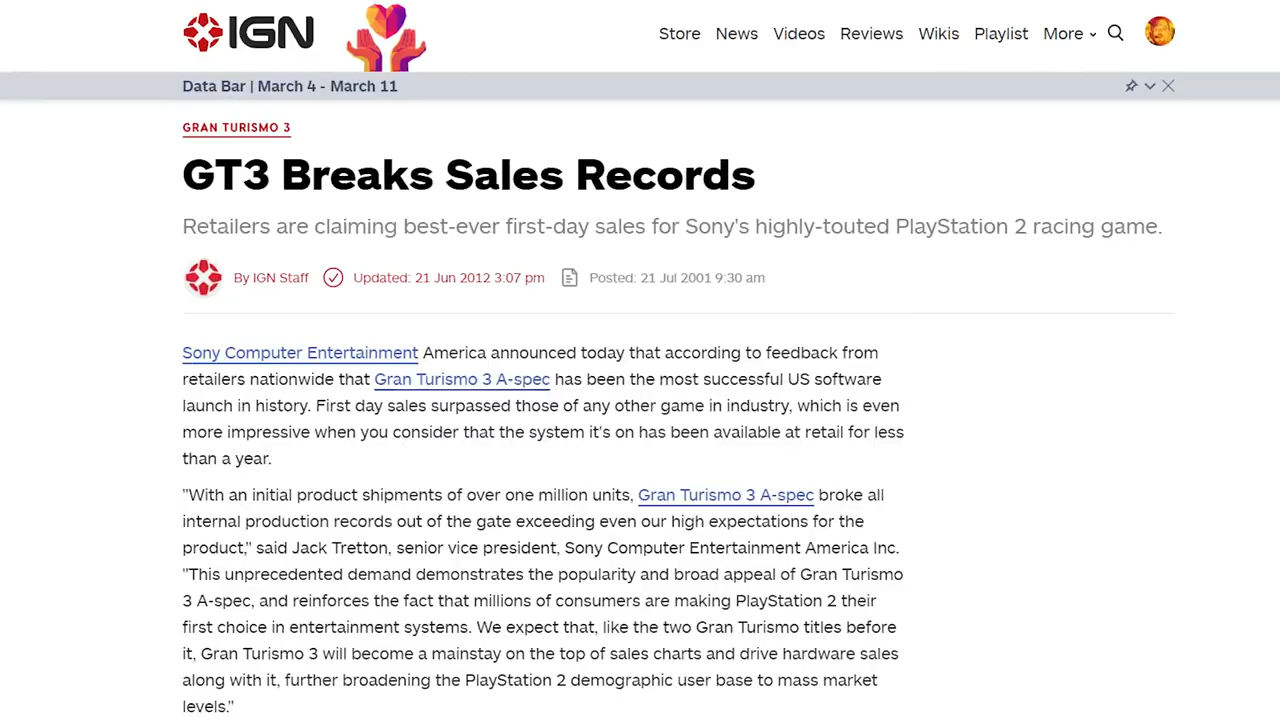 IGN
Store News Videos Reviews Wikis Playlist More
Data Bar | March 4 - March 11
GRAN TURISMO 3
GT3 Breaks Sales Records
Retailers are claiming best-ever first-day sales for Sony's highly-touted PlayStation 2 racing game.
By IGN Staff Updated: 21 Jun 2012 3:07 pm Posted: 21 Jul 2001 9:30 am
Sony Computer Entertainment America announced today that according to feedback from
retailers nationwide that Gran Turismo 3 A-spec has been the most successful US software
launch in history. First day sales surpassed those of any other game in industry, which is even
more impressive when you consider that the system it's on has been available at retail for less
than a year.
"With an initial product shipments of over one million units, Gran Turismo 3 A-spec broke all
internal production records out of the gate exceeding even our high expectations for the
product," said Jack Tretton, senior vice president, Sony Computer Entertainment America Inc.
"This unprecedented demand demonstrates the popularity and broad appeal of Gran Turismo
3 A-spec, and reinforces the fact that millions of consumers are making PlayStation 2 their
first choice in entertainment systems. We expect that, like the two Gran Turismo titles before
it, Gran Turismo 3 will become a mainstay on the top of sales charts and drive hardware sales
along with it, further broadening the PlayStation 2 demographic user base to mass market
levels."